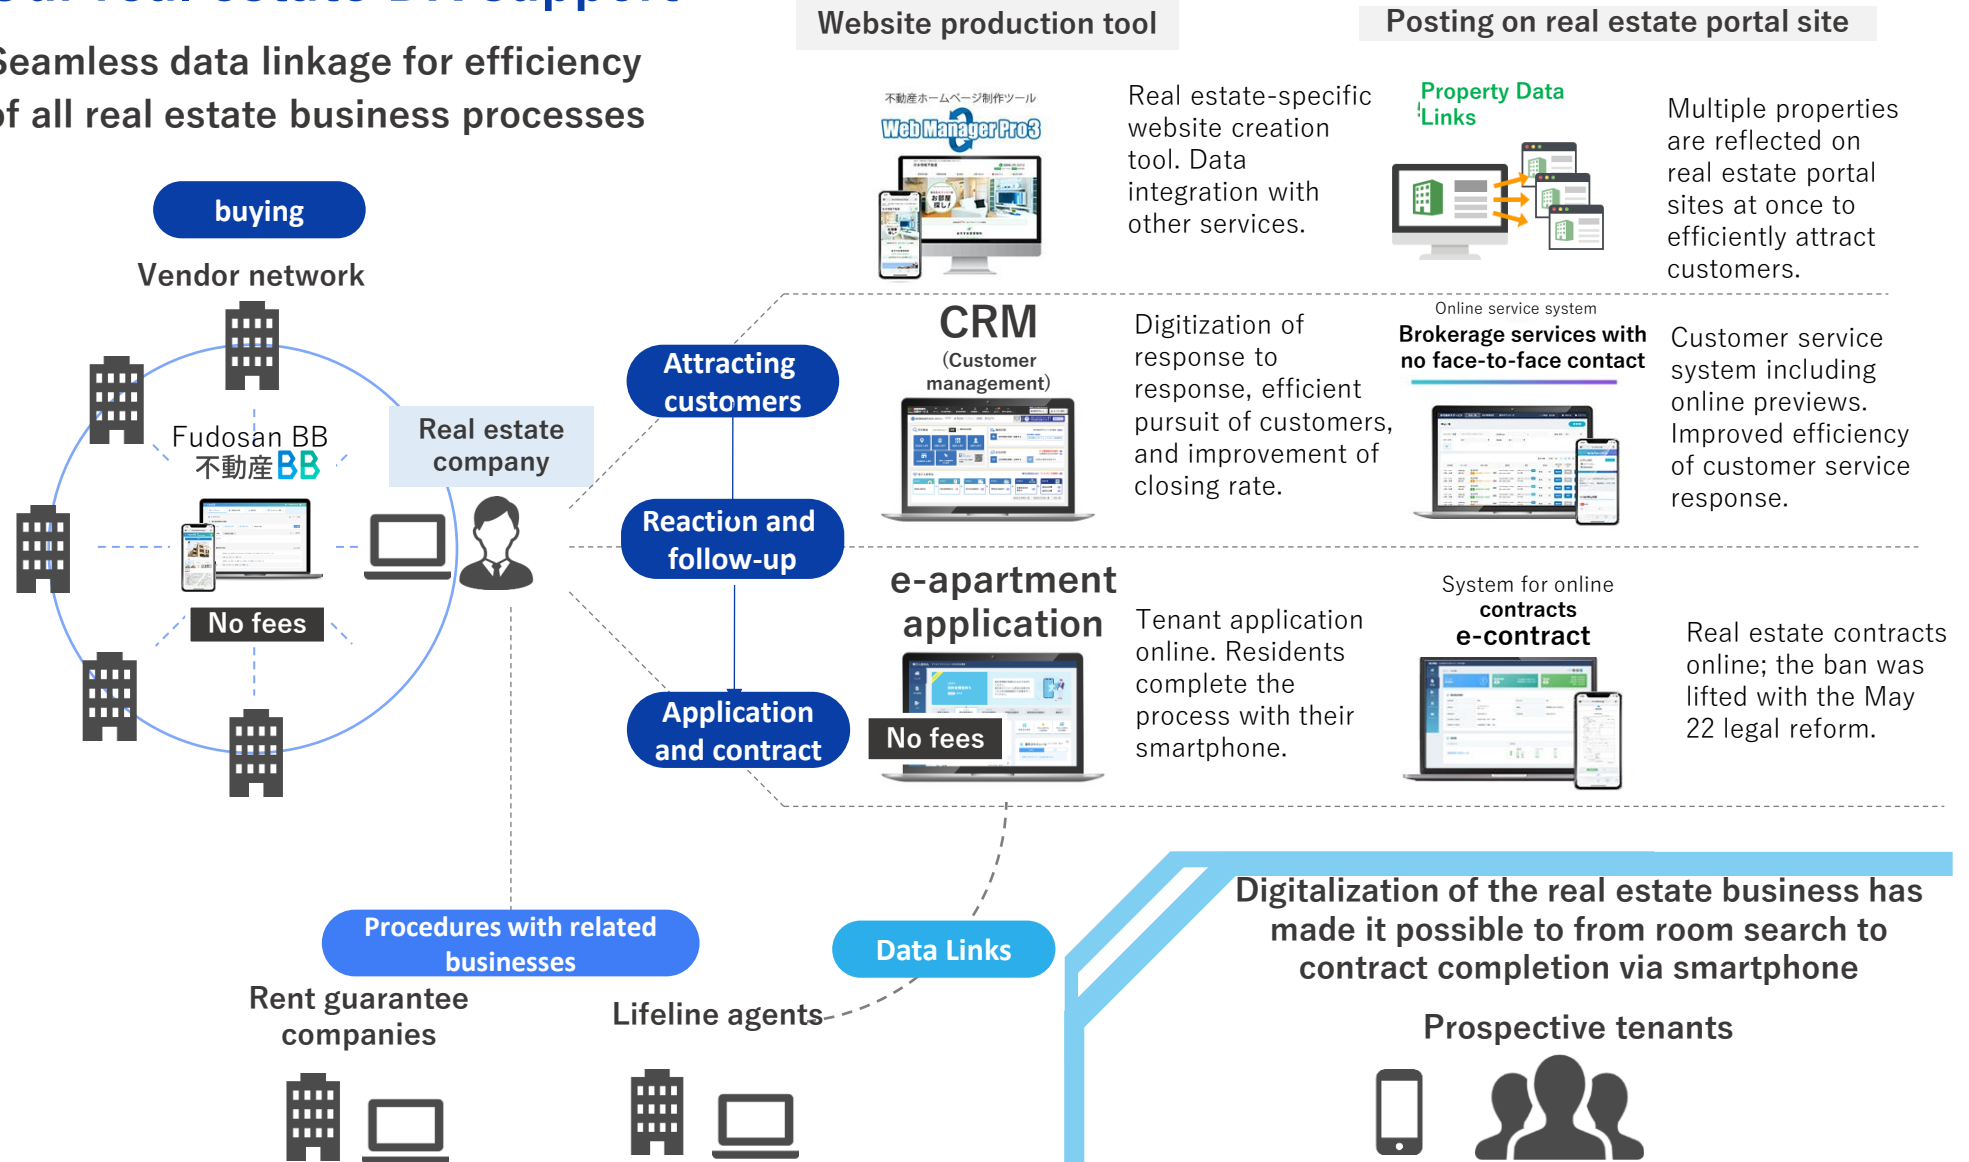 Our real estate DX support
Seamless data linkage for efficiency
of all real estate business processes
Website production tool
Posting on real estate portal site
buying
Vendor network
Fudosan BB
不動産BB
No fees
Real estate
company
不動産ホームページ制作ツール
Web Manager Pro3
Real estate-specific
website creation
tool. Data
integration with
other services.
Property Data
Links
Multiple properties
are reflected on
real estate portal
sites at once to
efficiently attract
customers.
Attracting
customers
CRM
(Customer
management)
Digitization of
response to
response, efficient
pursuit of customers,
and improvement of
closing rate.
Online service system
Brokerage services with
no face-to-face contact
Customer service
system including
online previews.
Improved efficiency
of customer service
response.
Reaction and
follow-up
e-apartment
application
No fees
Tenant application
online. Residents
complete the
process with their
smartphone.
System for online
contracts
e-contract
Real estate contracts
online; the ban was
lifted with the May
22 legal reform.
Application
and contract
Procedures with related
businesses
Data Links
Rent guarantee
companies
Lifeline agents
Digitalization of the real estate business has
made it possible to from room search to
contract completion via smartphone
Prospective tenants